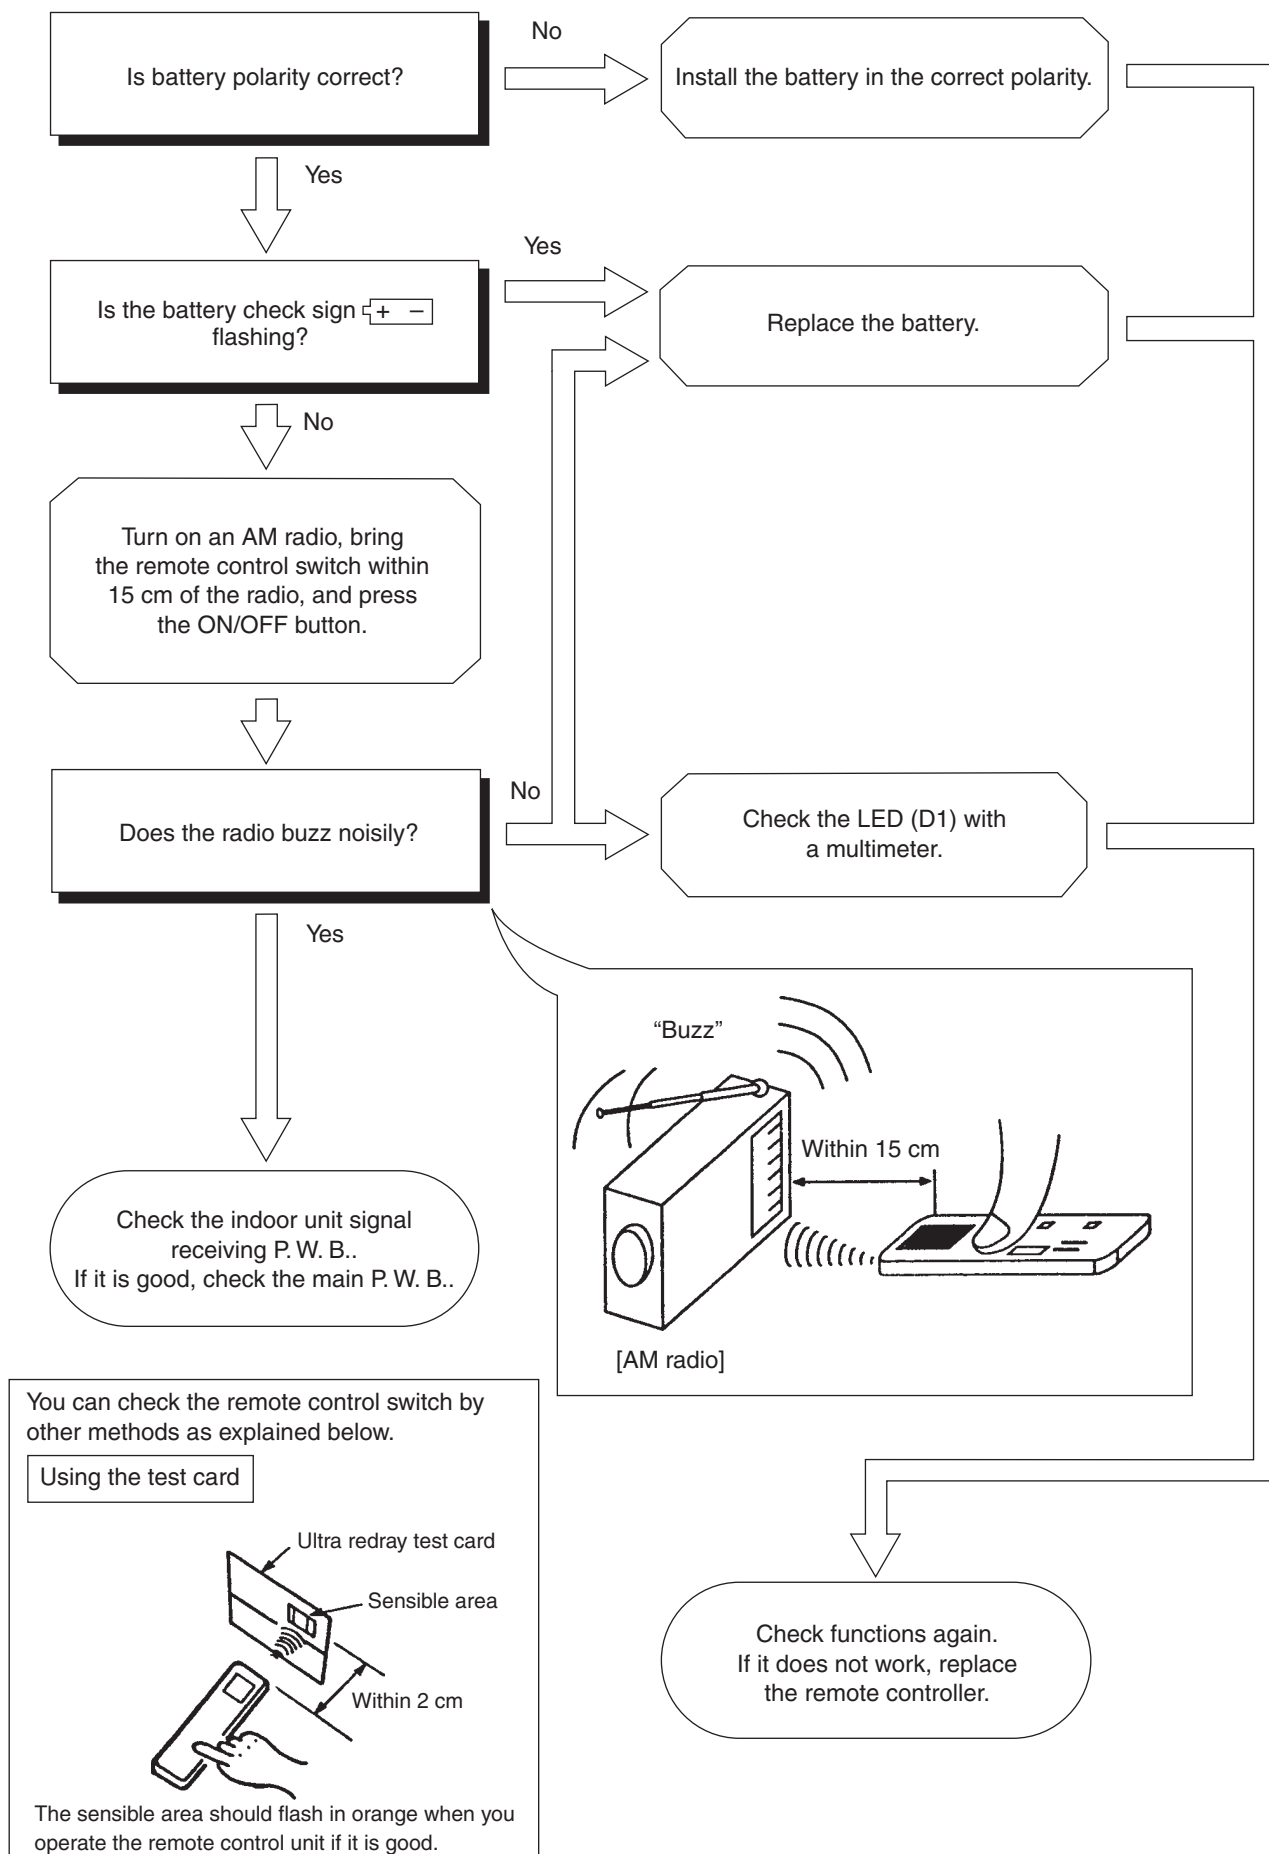 Is battery polarity correct?
No
Install the battery in the correct polarity.
Yes
Is the battery check sign + −
flashing?
Yes
Replace the battery.
No
Turn on an AM radio, bring
the remote control switch within
15 cm of the radio, and press
the ON/OFF button.
Does the radio buzz noisily?
No
Check the LED (D1) with
a multimeter.
Yes
“Buzz”
Within 15 cm
[AM radio]
Check the indoor unit signal
receiving P. W. B..
If it is good, check the main P. W. B..
You can check the remote control switch by
other methods as explained below.
Using the test card
Ultra redray test card
Sensible area
Within 2 cm
The sensible area should flash in orange when you
operate the remote control unit if it is good.
Check functions again.
If it does not work, replace
the remote controller.